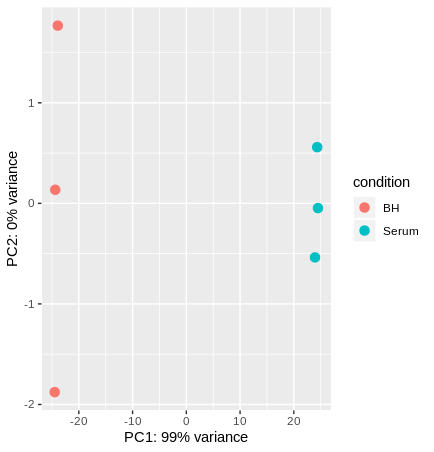 1
0
-1
-2
PC2: 0% variance
-20
-10
0
10
20
PC1: 99% variance
condition
BH
Serum